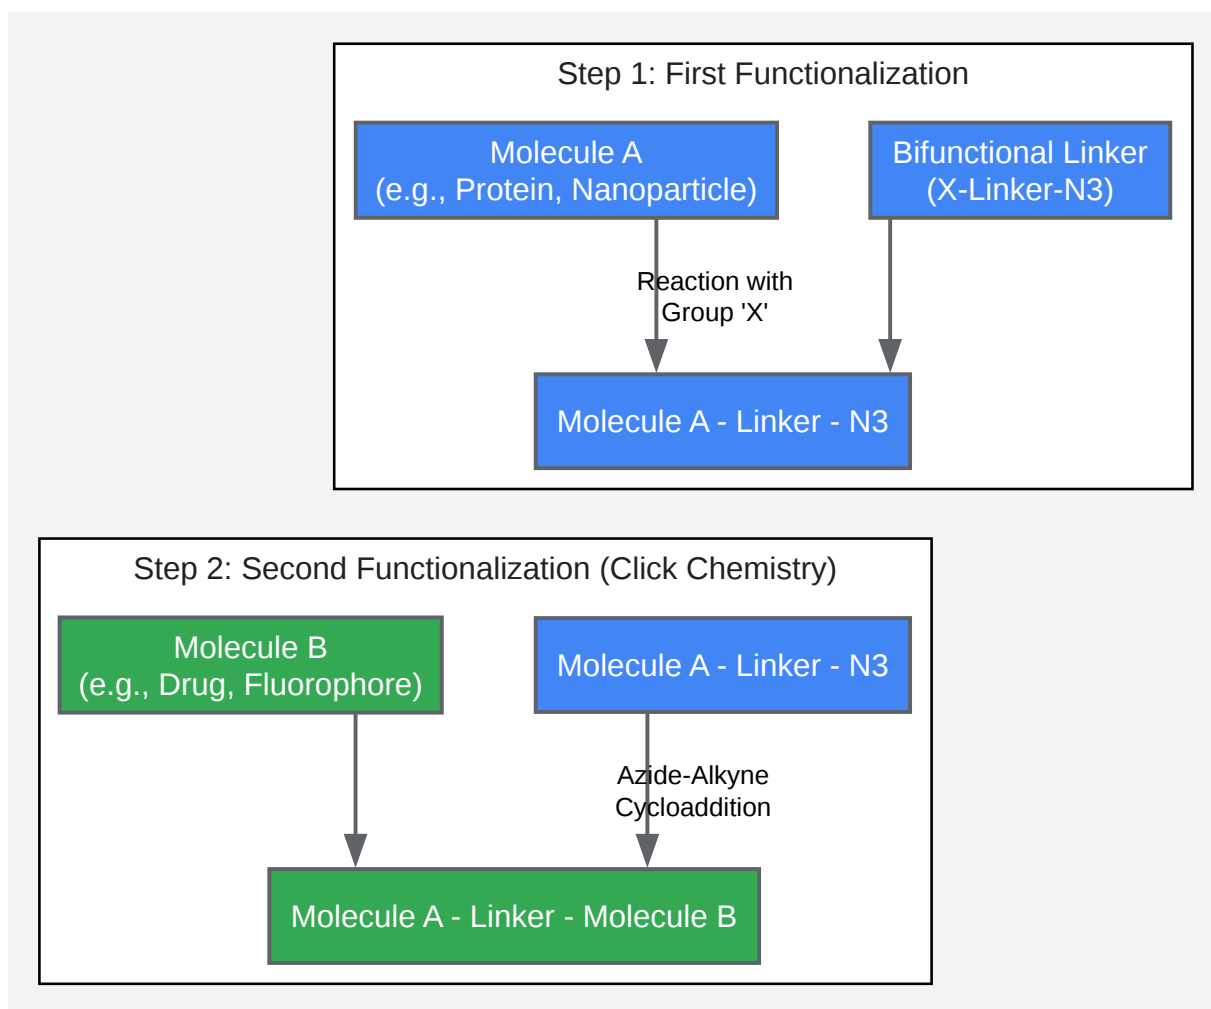 Step 1: First Functionalization
Molecule A
(e.g., Protein, Nanoparticle)
Bifunctional Linker
(X-Linker-N3)
Reaction with
Group 'X'
Molecule A - Linker - N3
Step 2: Second Functionalization (Click Chemistry)
Molecule B
(e.g., Drug, Fluorophore)
Molecule A - Linker - N3
Azide-Alkyne
Cycloaddition
Molecule A - Linker - Molecule B